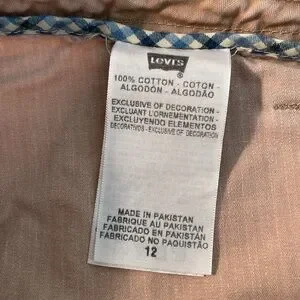 LEVI'S
®
100% COTTON - COTON -
ALGODÓN - ALGODÃO
EXCLUSIVE OF DECORATION -
EXCLUANT L'ORNEMENTATION -
EXCLUYENDO ELEMENTOS
DECORATIVOS - EXCLUSIVE OF DECORATION
MADE IN PAKISTAN
FABRIQUE AU PAKISTAN
FABRICADO EN PAKISTAN
FABRICADO NO PAQUISTÃO
12